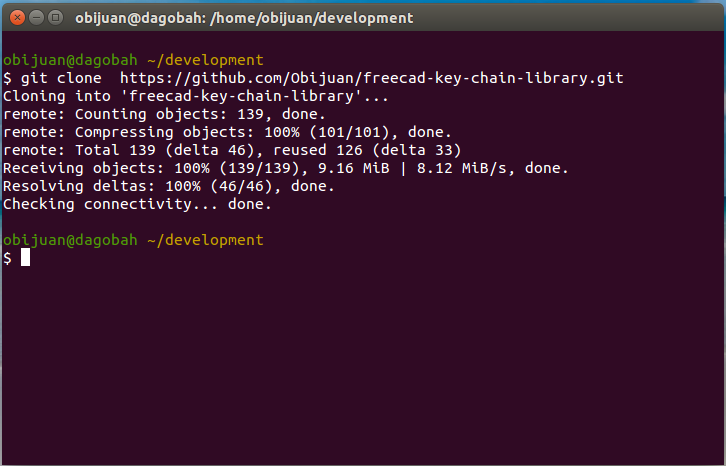 obijuan@dagobah: /home/obijuan/development
obijuan@dagobah ~/development
$ git clone  https://github.com/Obijuan/freecad-key-chain-library.git
Cloning into 'freecad-key-chain-library'...
remote: Counting objects: 139, done.
remote: Compressing objects: 100% (101/101), done.
remote: Total 139 (delta 46), reused 126 (delta 33)
Receiving objects: 100% (139/139), 9.16 MiB | 8.12 MiB/s, done.
Resolving deltas: 100% (46/46), done.
Checking connectivity... done.
obijuan@dagobah ~/development
$